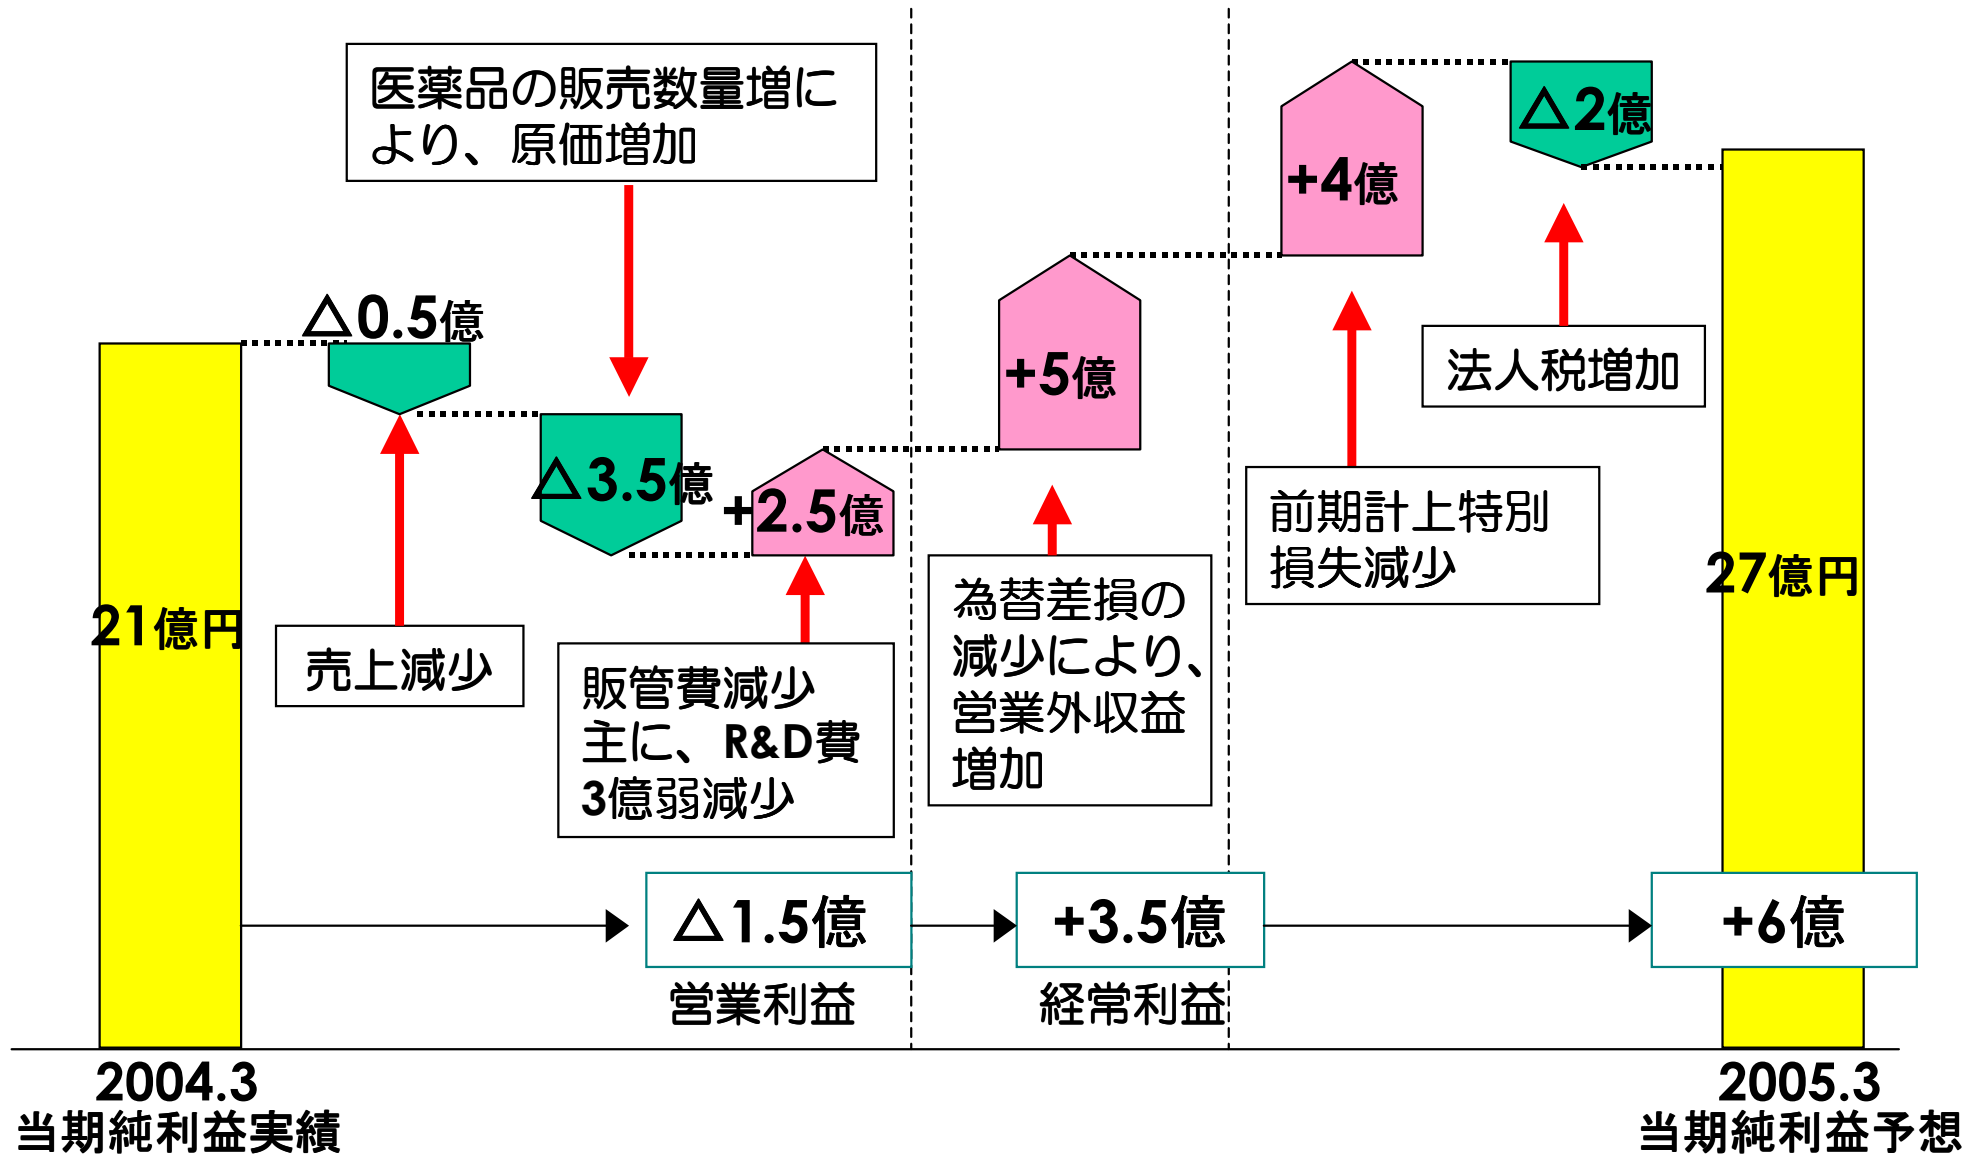 医薬品の販売数量増に
より、原価増加
△0.5億
△3.5億
+2.5億
+5億
+4億
△2億
21億円
売上減少
販管費減少
主に、R&D費
3億弱減少
為替差損の
減少により、
営業外収益
増加
前期計上特別
損失減少
法人税増加
27億円
△1.5億
営業利益
+3.5億
経常利益
+6億
2004.3
当期純利益実績
2005.3
当期純利益予想